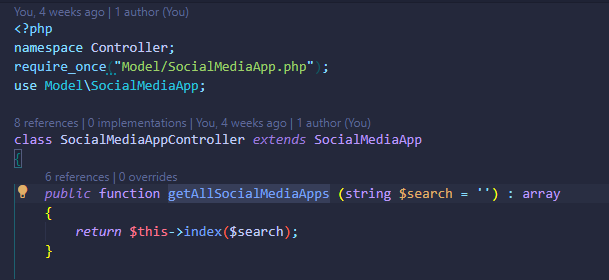 You, 4 weeks ago | 1 author (You)
<?php
namespace Controller;
require_once("Model/SocialMediaApp.php");
use Model\SocialMediaApp;
8 references | 0 implementations | You, 4 weeks ago | 1 author (You)
class SocialMediaAppController extends SocialMediaApp
{
6 references | 0 overrides
public function getAllSocialMediaApps (string $search = '') : array
{
return $this->index($search);
}